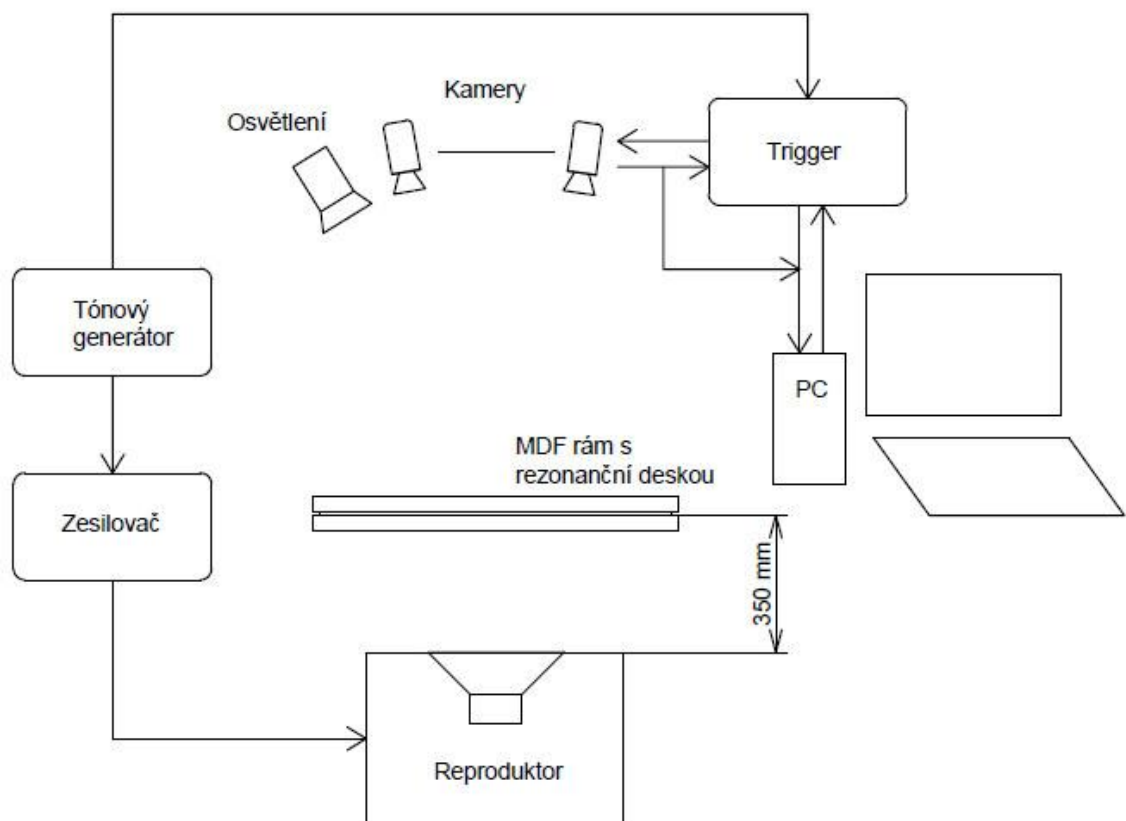 Kamery
Osvětlení
Trigger
Tónový
generátor
PC
MDF rám s
rezonanční deskou
Zesilovač
350 mm
Reproduktor